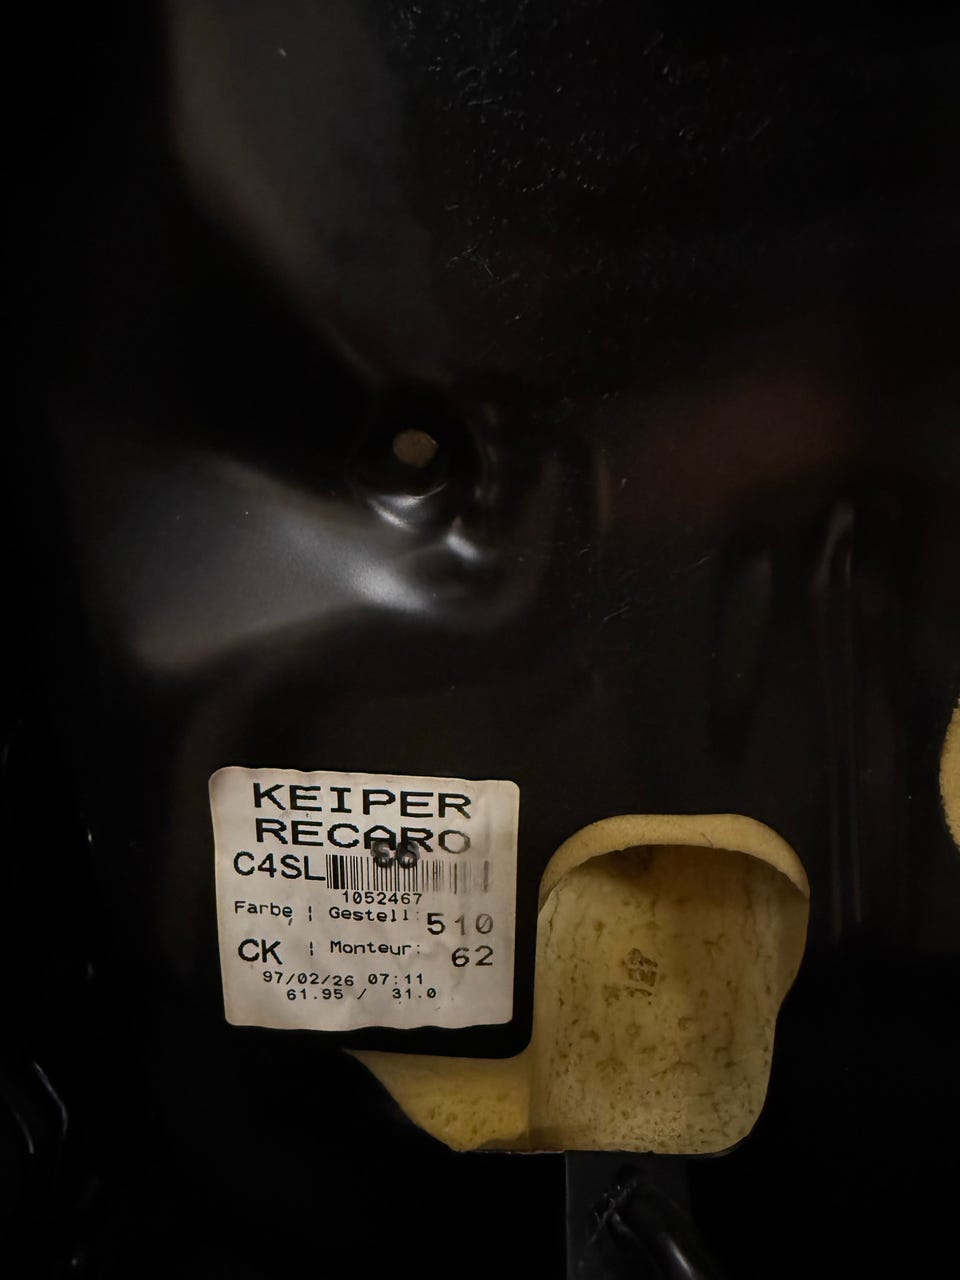 KEIPER
RECARO
66
C4SL
1052467
Farbe ¦ Gestell: 510
CK ¦ Monteur: 62
97/02/26 07:11
61.95 / 31.0